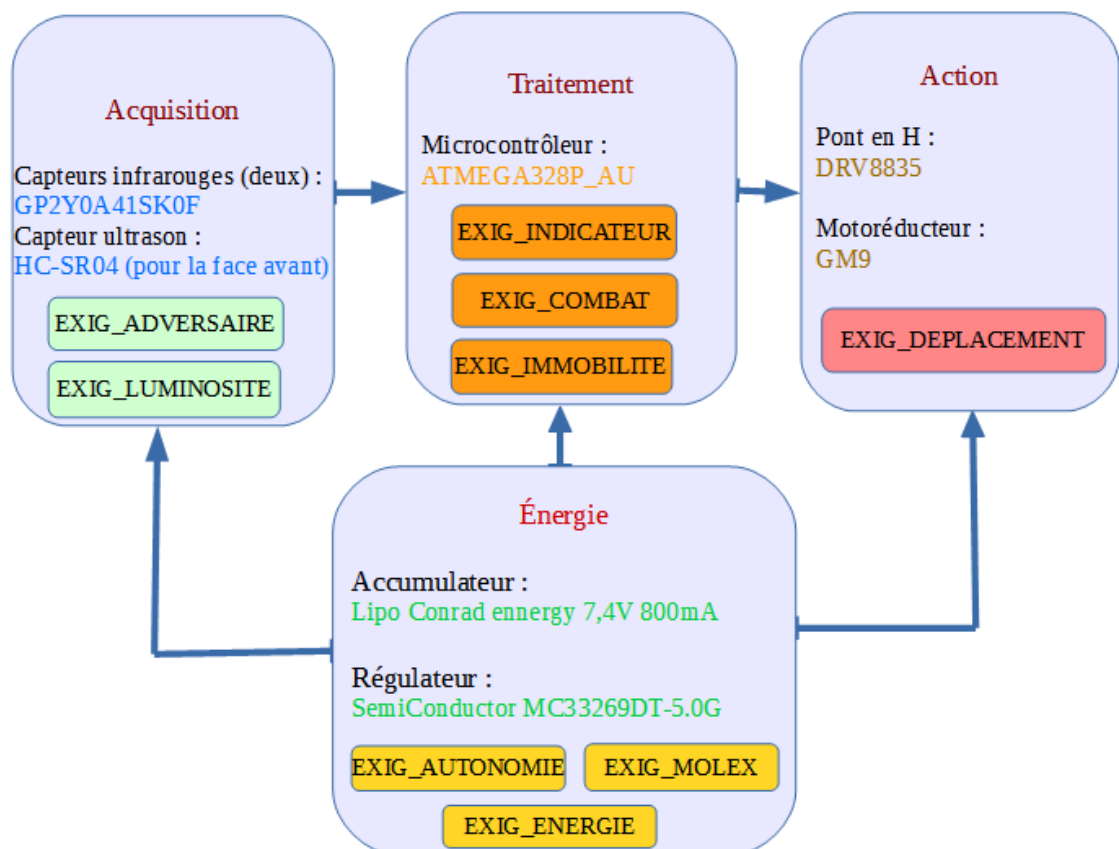 Acquisition
Capteurs infrarouges (deux) :
GP2Y0A41SK0F
Capteur ultrason :
HC-SR04 (pour la face avant)
EXIG_ADVERSAIRE
EXIG_LUMINOSITE
Traitement
Microcontrôleur :
ATMEGA328P_AU
EXIG_INDICATEUR
EXIG_COMBAT
EXIG_IMMOBILITE
Action
Pont en H :
DRV8835
Motoréducteur :
GM9
EXIG_DEPLACEMENT
Énergie
Accumulateur :
Lipo Conrad ennergy 7,4V 800mA
Régulateur :
SemiConductor MC33269DT-5.0G
EXIG_AUTONOMIE
EXIG_MOLEX
EXIG_ENERGIE